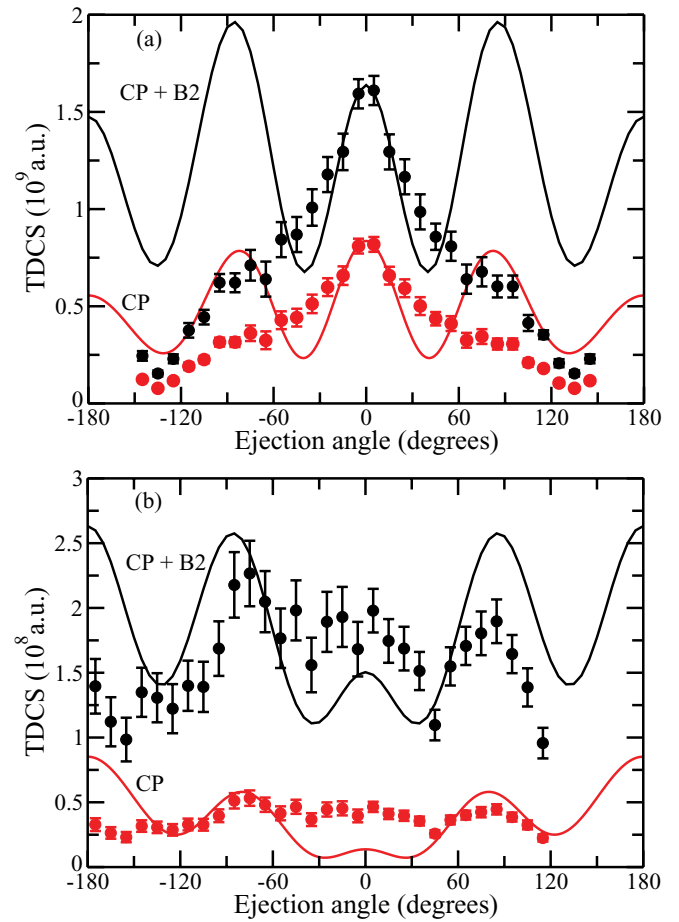 (a)
2
CP + B2
1.5
1
TDCS (10⁹ a.u.)
CP
0.5
0
-180 -120 -60 0 60 120 180
Ejection angle (degrees)
(b)
3
2.5
CP + B2
2
TDCS (10⁸ a.u.)
1.5
1
CP
0.5
0
-180 -120 -60 0 60 120 180
Ejection angle (degrees)